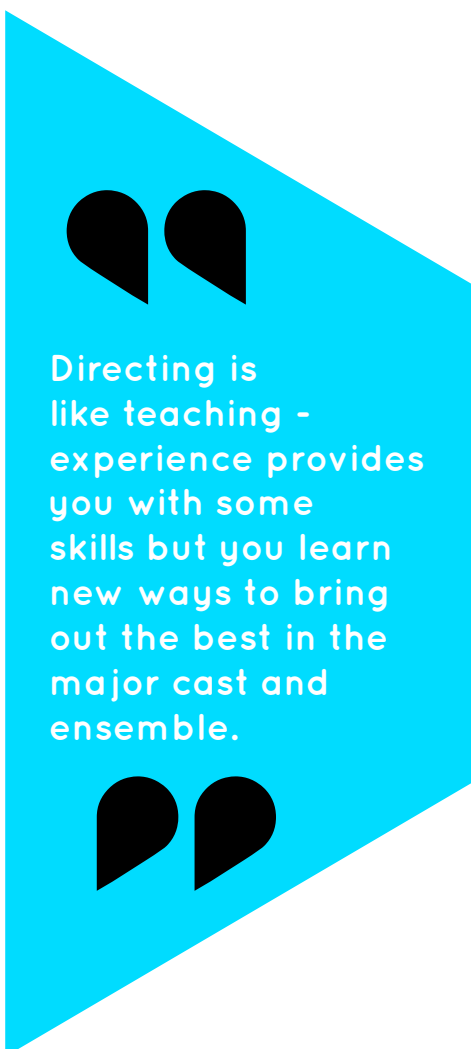 Directing is
like teaching -
experience provides
you with some
skills but you learn
new ways to bring
out the best in the
major cast and
ensemble.